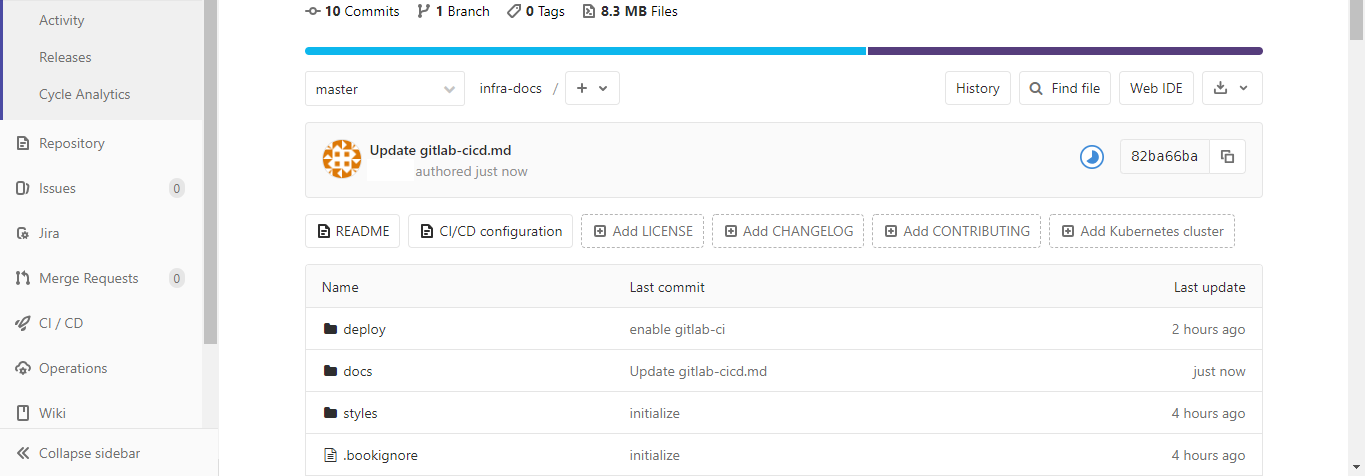 Activity
Releases
Cycle Analytics
Repository
Issues 0
Jira
Merge Requests 0
CI / CD
Operations
Wiki
Collapse sidebar
10 Commits 1 Branch 0 Tags 8.3 MB Files
master infra-docs / + History Find file Web IDE
Update gitlab-cicd.md
authored just now
82ba66ba
README CI/CD configuration Add LICENSE Add CHANGELOG Add CONTRIBUTING Add Kubernetes cluster
Name Last commit Last update
deploy enable gitlab-ci 2 hours ago
docs Update gitlab-cicd.md just now
styles initialize 4 hours ago
.bookignore initialize 4 hours ago